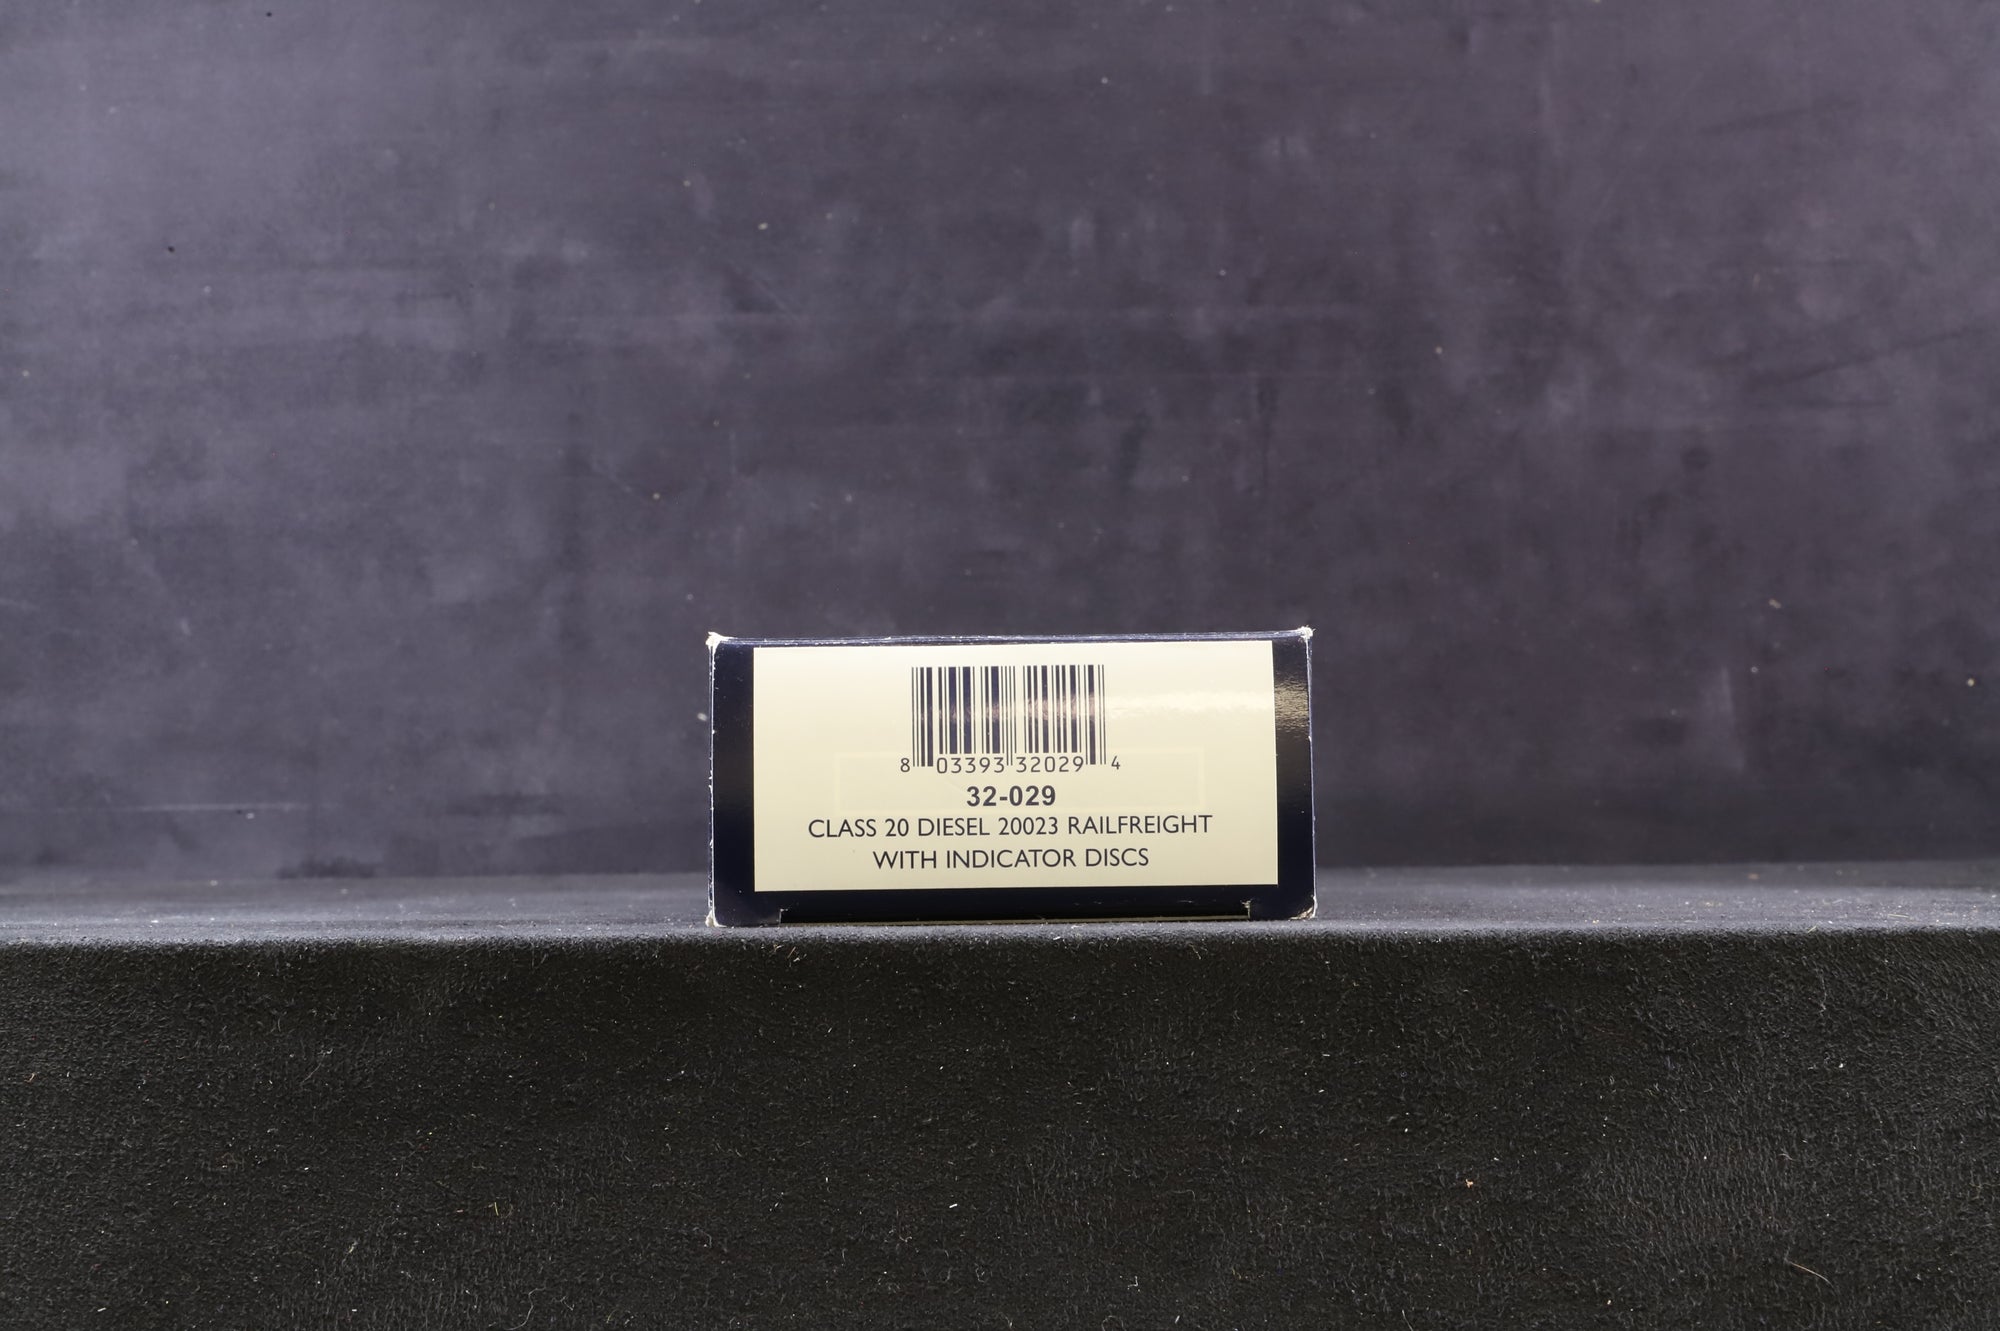 8 03393 32029 4
32-029
CLASS 20 DIESEL 20023 RAILFREIGHT
WITH INDICATOR DISCS